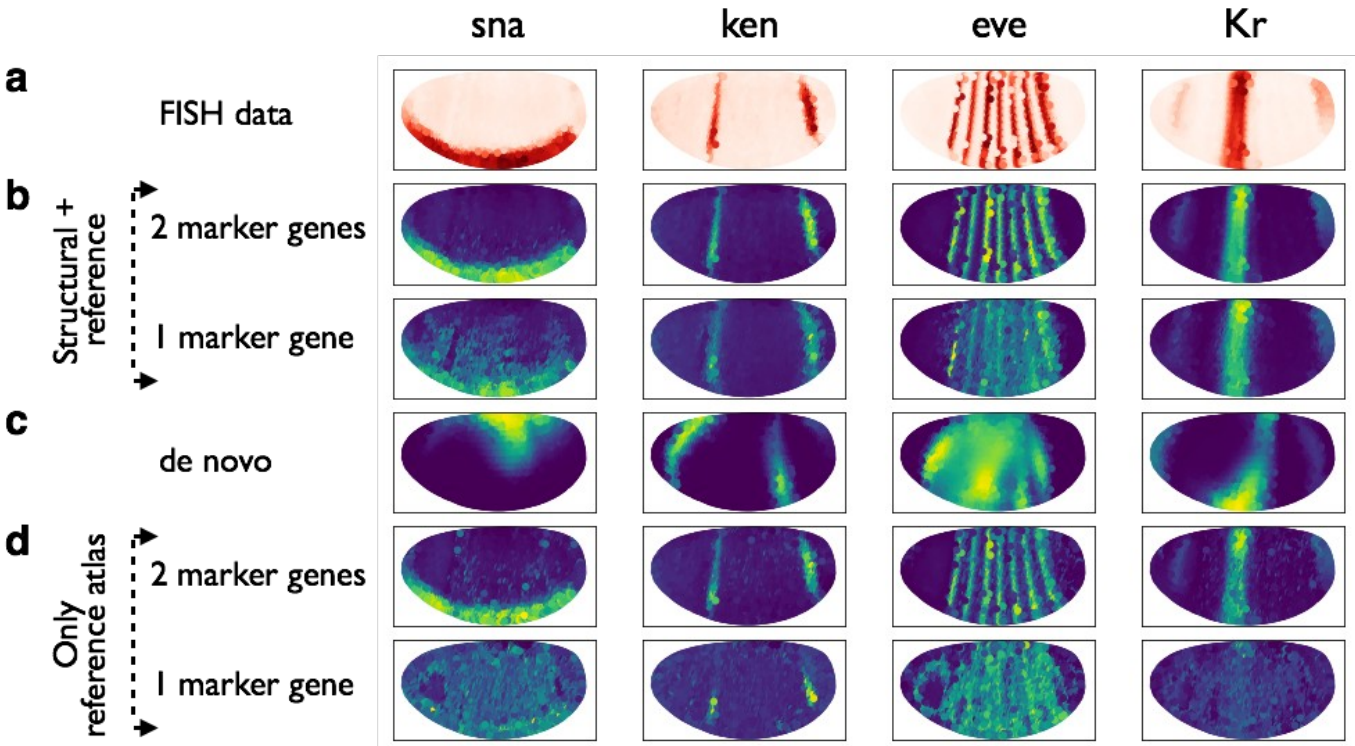 sna ken eve Kr
a
FISH data
b
Structural +
reference
2 marker genes
1 marker gene
c
de novo
d
Only
reference atlas
2 marker genes
1 marker gene